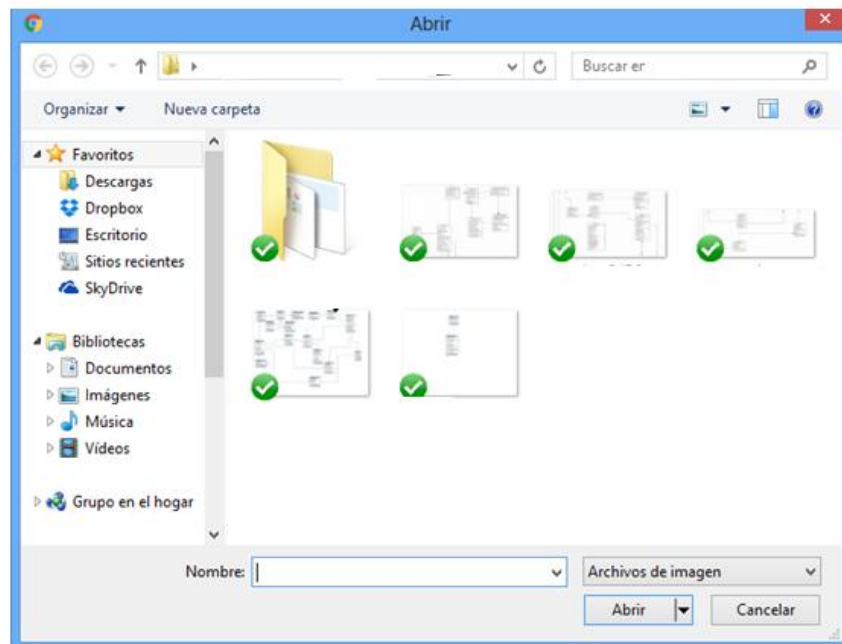 Abrir
Buscar er
Organizar
Nueva carpeta
Favoritos
Descargas
Dropbox
Escritorio
Sitios recientes
SkyDrive
Bibliotecas
Documentos
Imágenes
Música
Vídeos
Grupo en el hogar
Nombre:
Archivos de imagen
Abrir
Cancelar